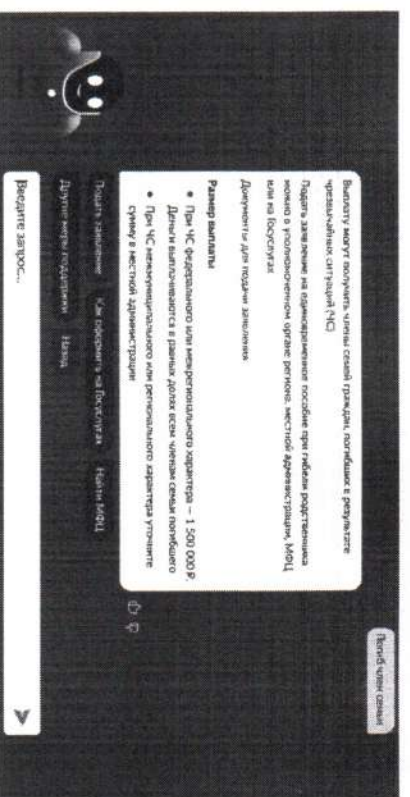 Погиб член семьи
Выплату могут получить члены семей граждан, погибших в результате
чрезвычайных ситуаций (ЧС)
Подать заявление на единовременное пособие при гибели родственника
можно в уполномоченном органе региона, местной администрации, МФЦ
или на Госуслугах
Документы для подачи заявления
Размер выплаты
• При ЧС федерального или межрегионального характера — 1 500 000 ₽.
Деньги выплачиваются в равных долях всем членам семьи погибшего
• При ЧС межмуниципального или регионального характера уточните
сумму в местной администрации
Подать заявление Как оформить на Госуслугах Найти МФЦ
Другие меры поддержки Назад
Введите запрос...